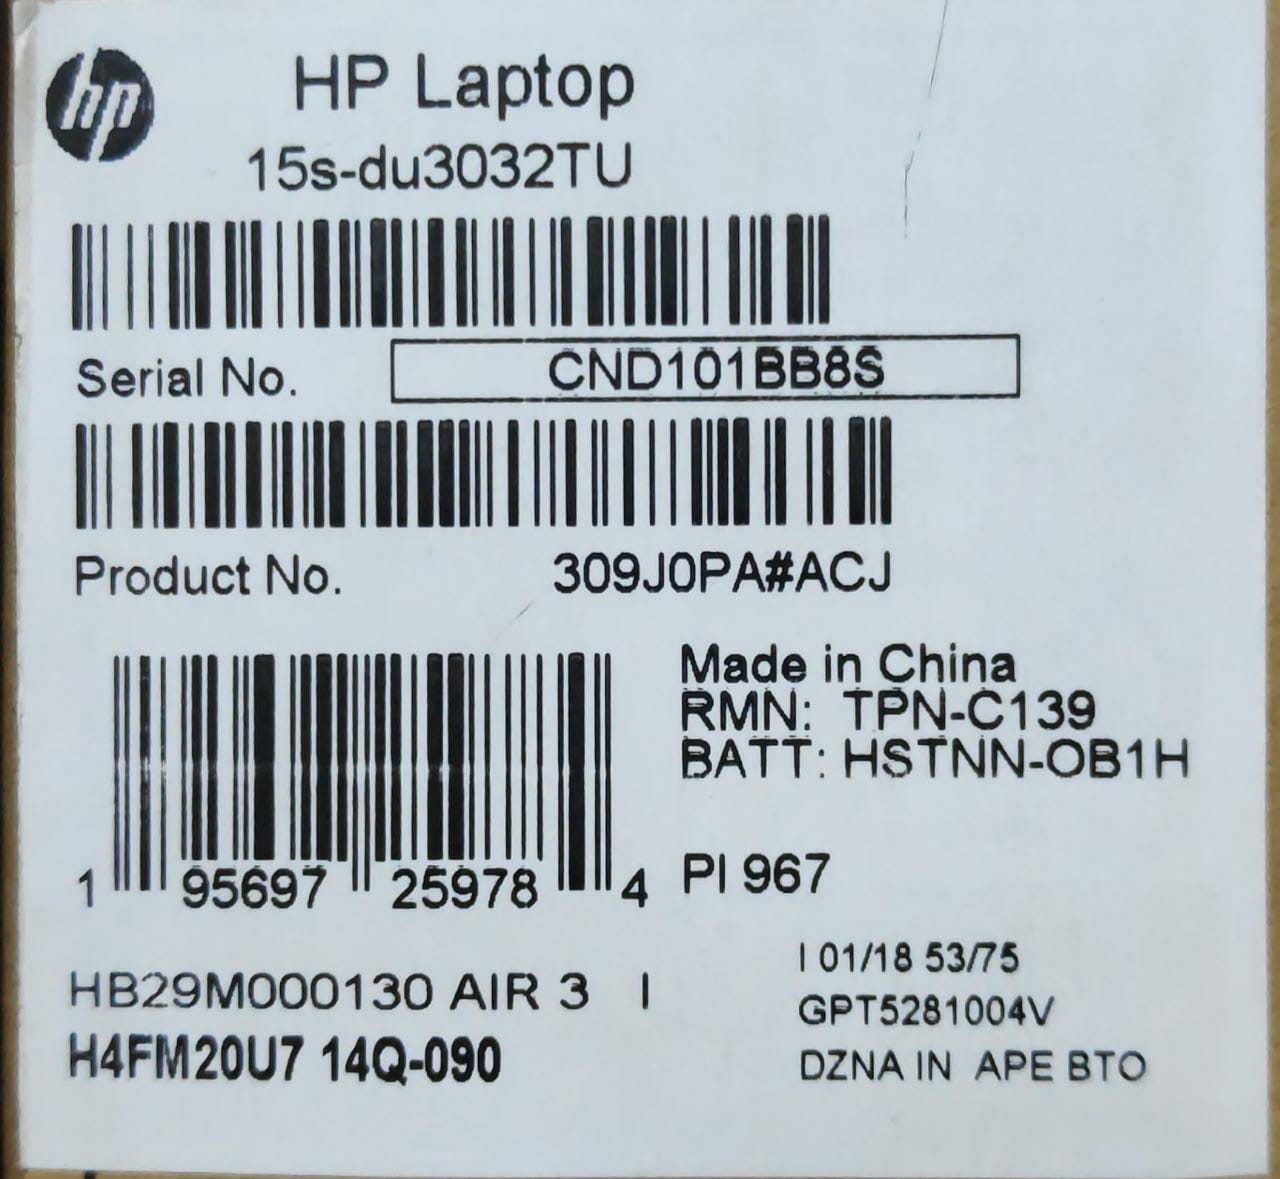 hp
HP Laptop
15s-du3032TU
Serial No. CND101BB8S
Product No. 309J0PA#ACJ
Made in China
RMN: TPN-C139
BATT: HSTNN-OB1H
1 95697 25978 4
PI 967
HB29M000130 AIR 3 I
H4FM20U7 14Q-090
I 01/18 53/75
GPT5281004V
DZNA IN APE BTO